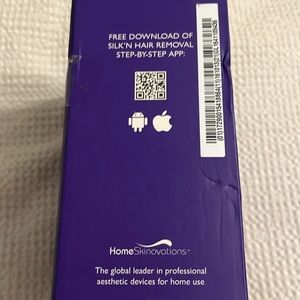 FREE DOWNLOAD OF
SILK'N HAIR REMOVAL
STEP-BY-STEP APP:
HomeSkinovations™
The global leader in professional
aesthetic devices for home use